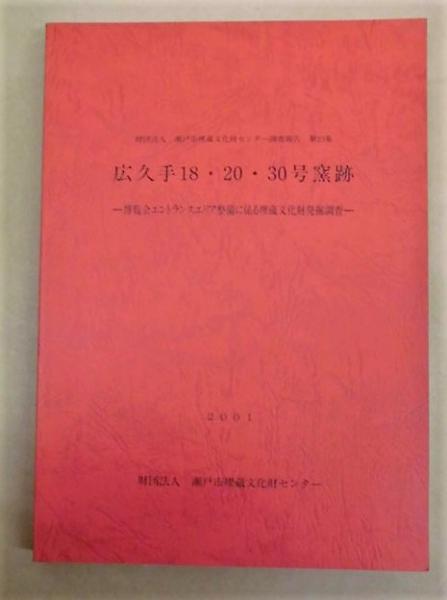 財団法人 瀬戸市埋蔵文化財センター調査報告 第23集
広久手18・20・30号窯跡
―博覧会エントランスエリア整備に係る埋蔵文化財発掘調査―
2001
財団法人 瀬戸市埋蔵文化財センター